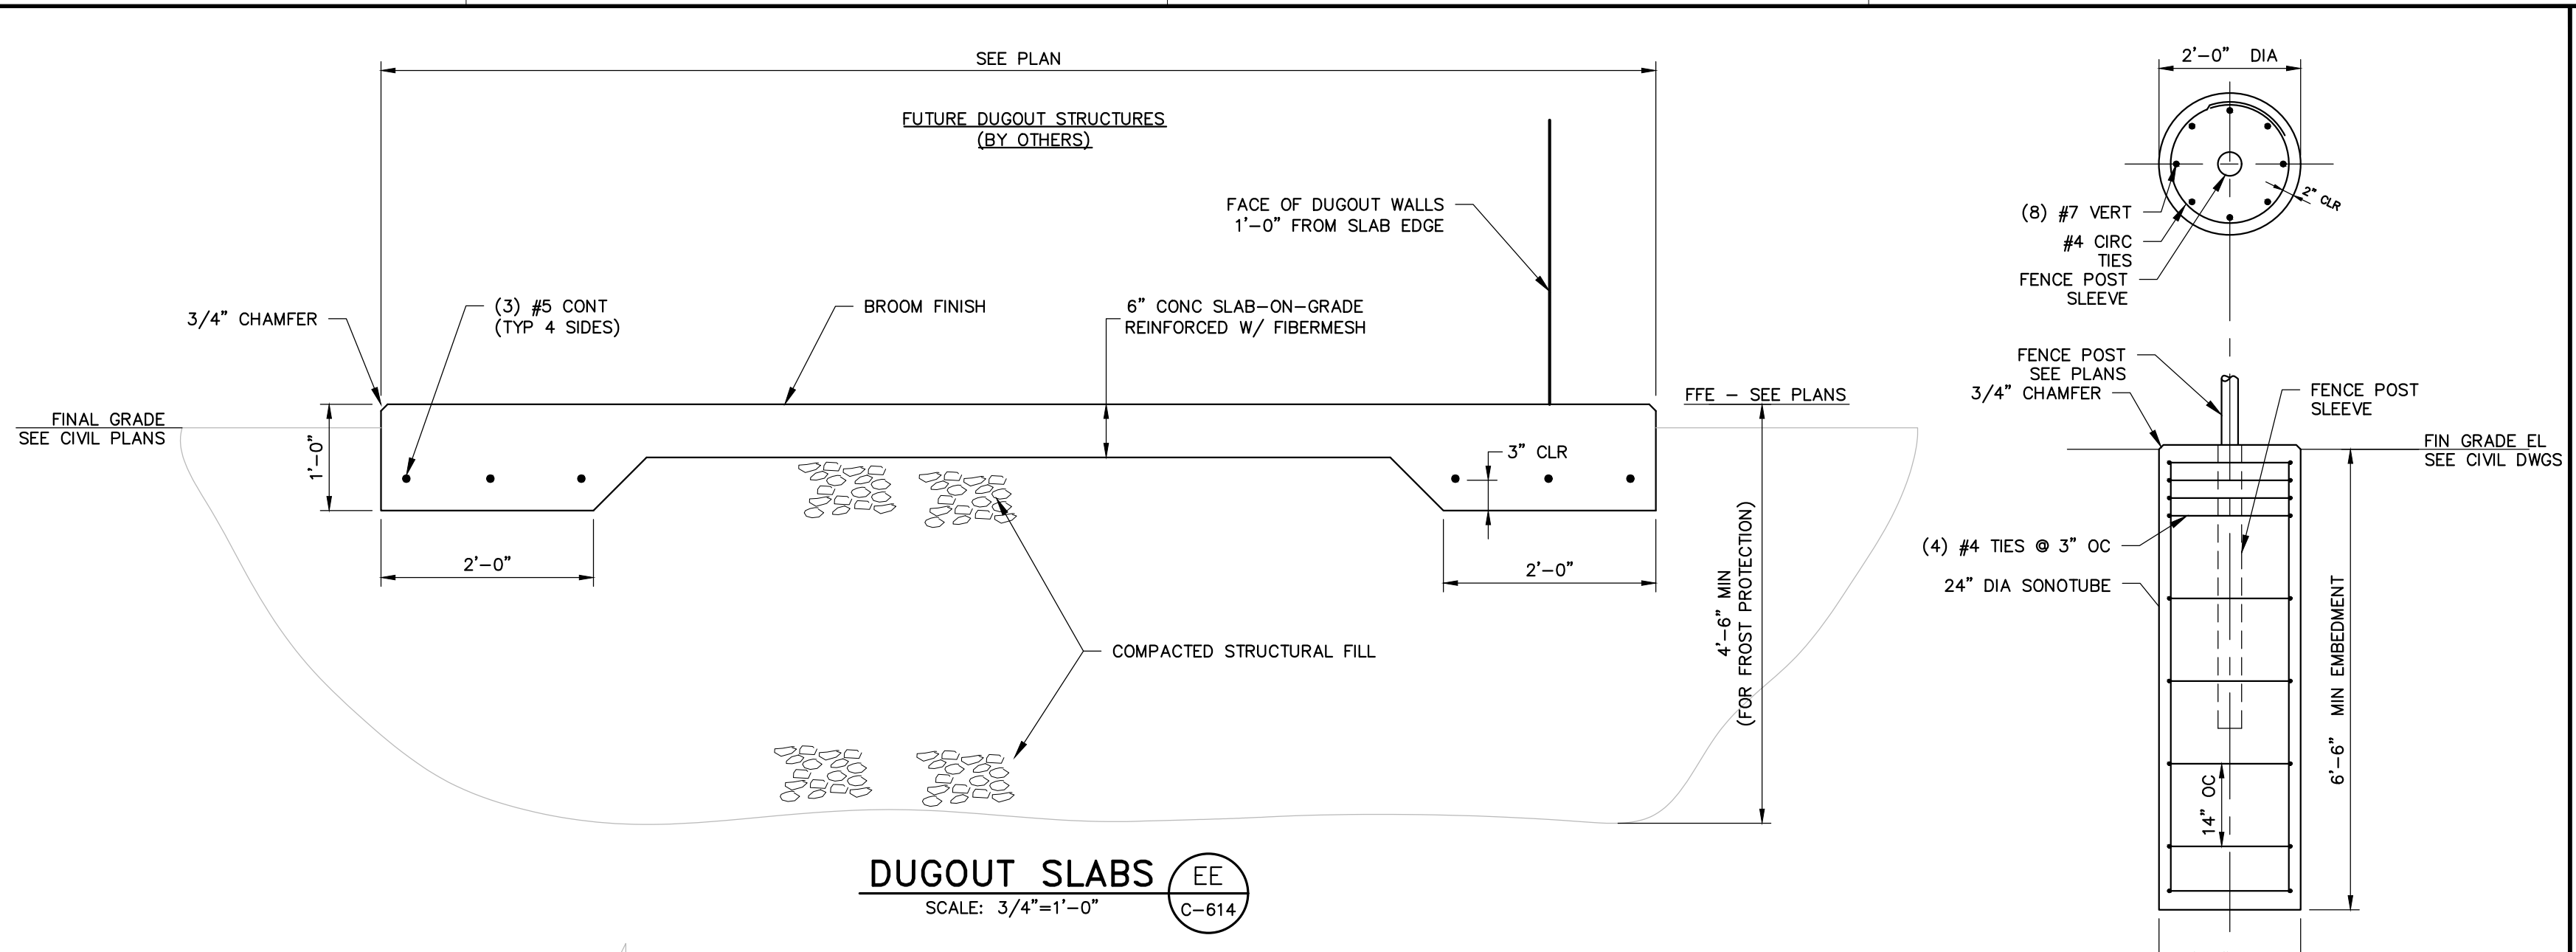 SEE PLAN
FUTURE DUGOUT STRUCTURES
(BY OTHERS)
FACE OF DUGOUT WALLS
1'-0" FROM SLAB EDGE
3/4" CHAMFER
(3) #5 CONT
(TYP 4 SIDES)
BROOM FINISH
6" CONC SLAB-ON-GRADE
REINFORCED W/ FIBERMESH
FINAL GRADE
SEE CIVIL PLANS
FFE - SEE PLANS
1'-0"
3" CLR
2'-0"
2'-0"
4'-6" MIN
(FOR FROST PROTECTION)
COMPACTED STRUCTURAL FILL
DUGOUT SLABS
SCALE: 3/4"=1'-0"
EE
C-614
2'-0" DIA
2" CLR
(8) #7 VERT
#4 CIRC
TIES
FENCE POST
SLEEVE
FENCE POST
SEE PLANS
3/4" CHAMFER
FENCE POST
SLEEVE
FIN GRADE EL
SEE CIVIL DWGS
(4) #4 TIES @ 3" OC
24" DIA SONOTUBE
6'-6" MIN EMBEDMENT
14" OC